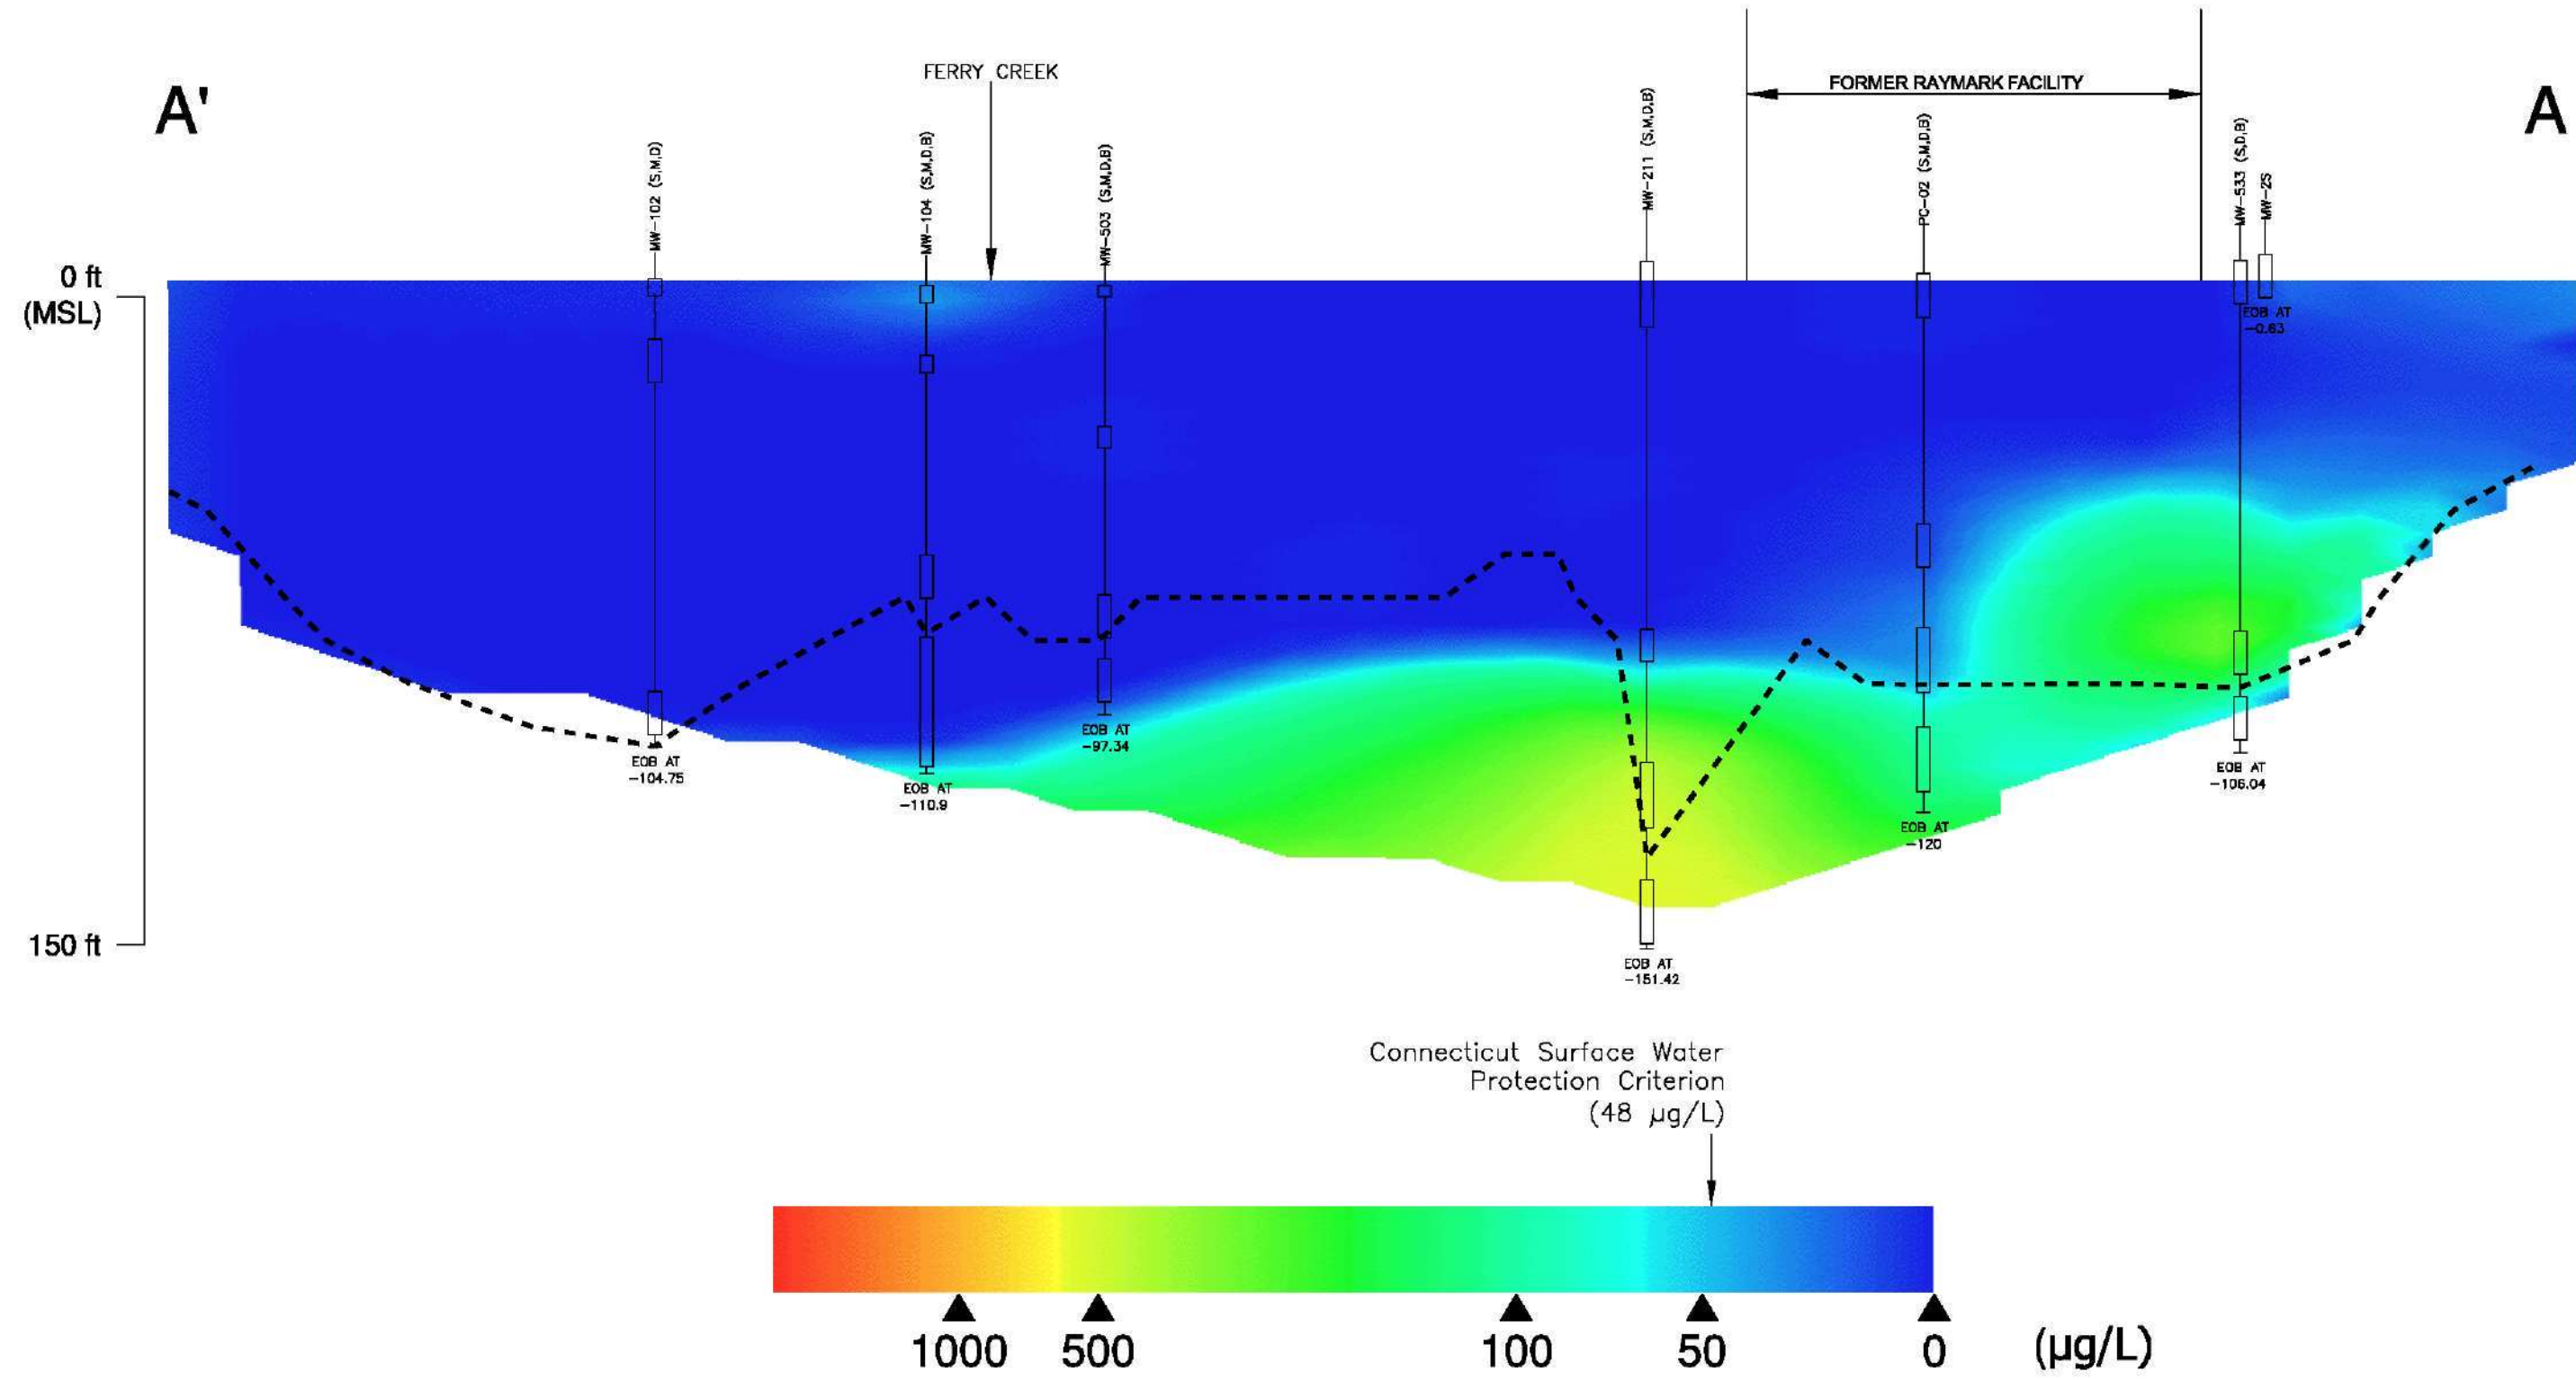 FERRY CREEK
FORMER RAYMARK FACILITY
A'
A
MW-102 (S,M,D)
MW-104 (S,M,D,B)
MW-503 (S,M,D,B)
MW-211 (S,M,D,B)
PC-02 (S,M,D,B)
MW-533 (S,D,B)
MW-2S
0 ft
(MSL)
EOB AT
-0.63
EOB AT
-97.34
EOB AT
-104.75
EOB AT
-110.9
EOB AT
-120
EOB AT
-106.04
150 ft
EOB AT
-151.42
Connecticut Surface Water
Protection Criterion
(48 µg/L)
1000 500 100 50 0 (µg/L)